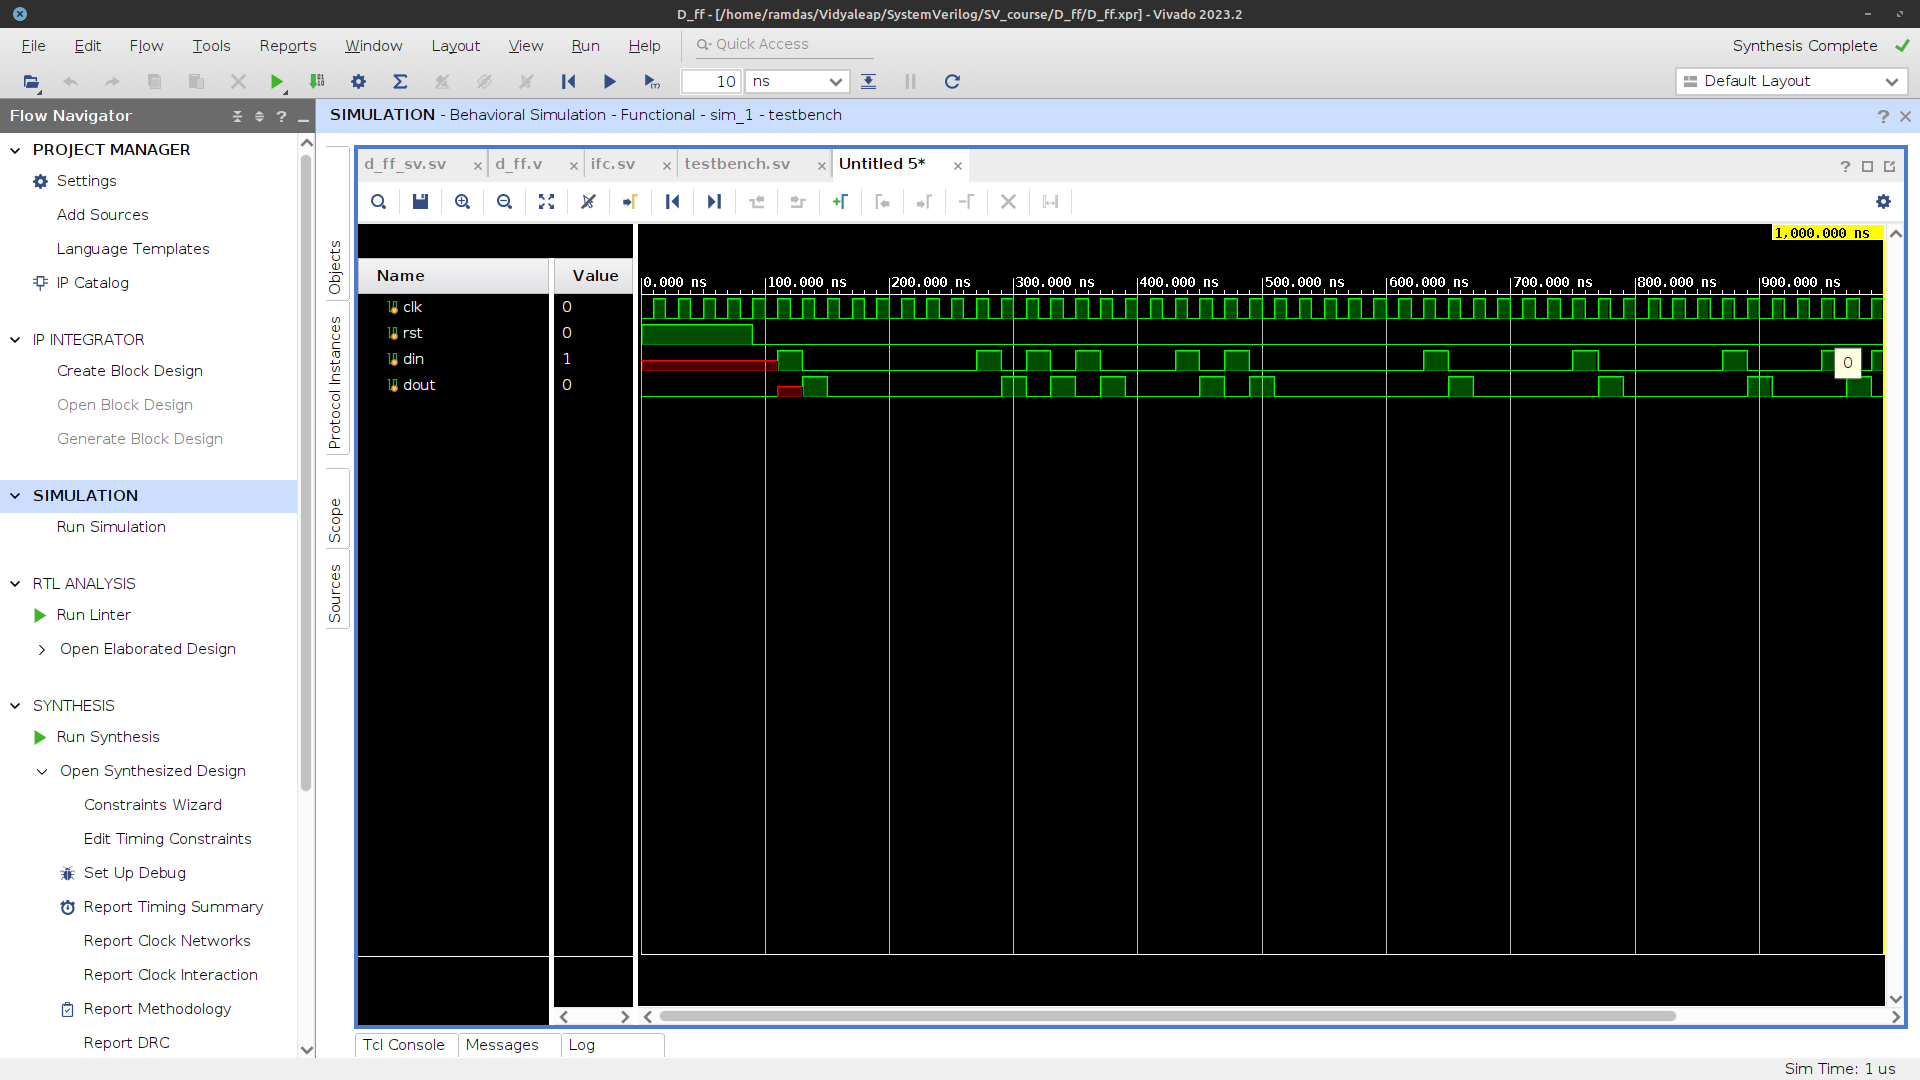 D_ff - [/home/ramdas/Vidyaleap/SystemVerilog/SV_course/D_ff/D_ff.xpr] - Vivado 2023.2
File Edit Flow Tools Reports Window Layout View Run Help Quick Access Synthesis Complete
10 ns Default Layout
Flow Navigator
SIMULATION - Behavioral Simulation - Functional - sim_1 - testbench
PROJECT MANAGER
Settings
Add Sources
Language Templates
IP Catalog
IP INTEGRATOR
Create Block Design
Open Block Design
Generate Block Design
SIMULATION
Run Simulation
RTL ANALYSIS
Run Linter
Open Elaborated Design
SYNTHESIS
Run Synthesis
Open Synthesized Design
Constraints Wizard
Edit Timing Constraints
Set Up Debug
Report Timing Summary
Report Clock Networks
Report Clock Interaction
Report Methodology
Report DRC
Objects
Protocol Instances
Scope
Sources
d_ff_sv.sv d_ff.v ifc.sv testbench.sv Untitled 5*
1,000.000 ns
Name Value
0.000 ns 100.000 ns 200.000 ns 300.000 ns 400.000 ns 500.000 ns 600.000 ns 700.000 ns 800.000 ns 900.000 ns
clk 0
rst 0
din 1
0
dout 0
Tcl Console Messages Log
Sim Time: 1 us